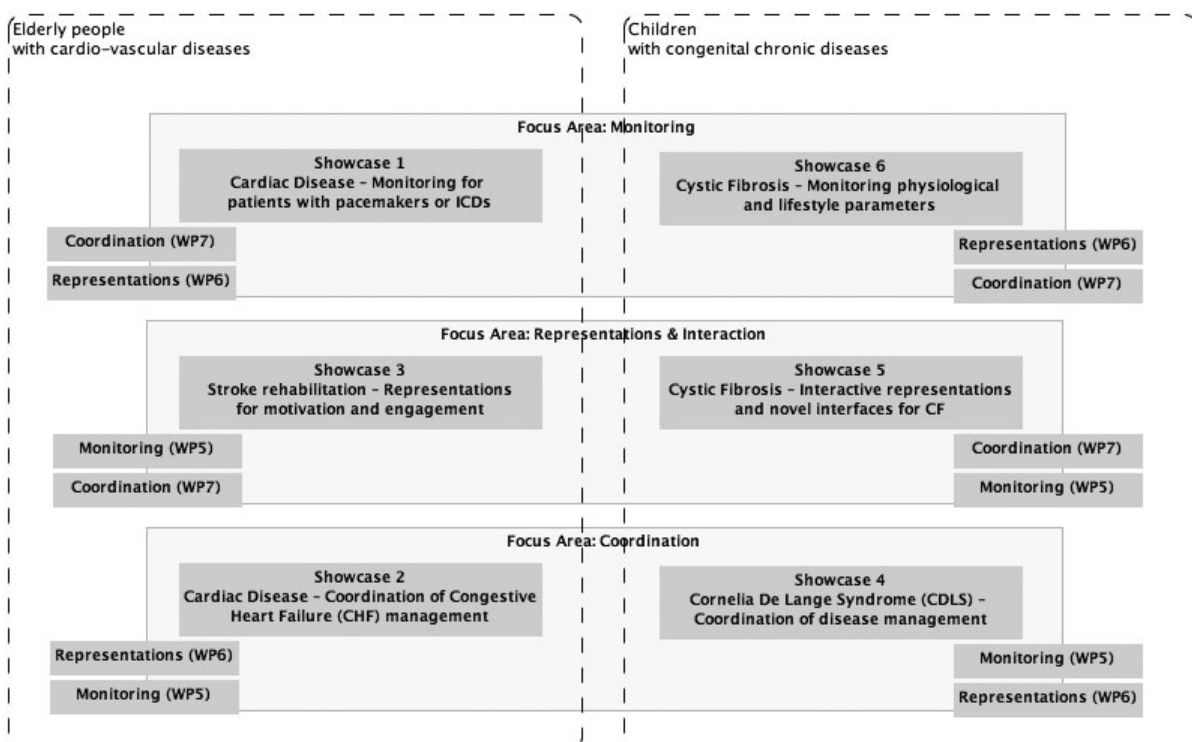 Elderly people
with cardio-vascular diseases
Children
with congenital chronic diseases
Focus Area: Monitoring
Showcase 1
Cardiac Disease – Monitoring for
patients with pacemakers or ICDs
Showcase 6
Cystic Fibrosis – Monitoring physiological
and lifestyle parameters
Coordination (WP7)
Representations (WP6)
Representations (WP6)
Coordination (WP7)
Focus Area: Representations & Interaction
Showcase 3
Stroke rehabilitation – Representations
for motivation and engagement
Showcase 5
Cystic Fibrosis – Interactive representations
and novel interfaces for CF
Monitoring (WP5)
Coordination (WP7)
Coordination (WP7)
Monitoring (WP5)
Focus Area: Coordination
Showcase 2
Cardiac Disease – Coordination of Congestive
Heart Failure (CHF) management
Showcase 4
Cornelia De Lange Syndrome (CDLS) –
Coordination of disease management
Representations (WP6)
Monitoring (WP5)
Monitoring (WP5)
Representations (WP6)